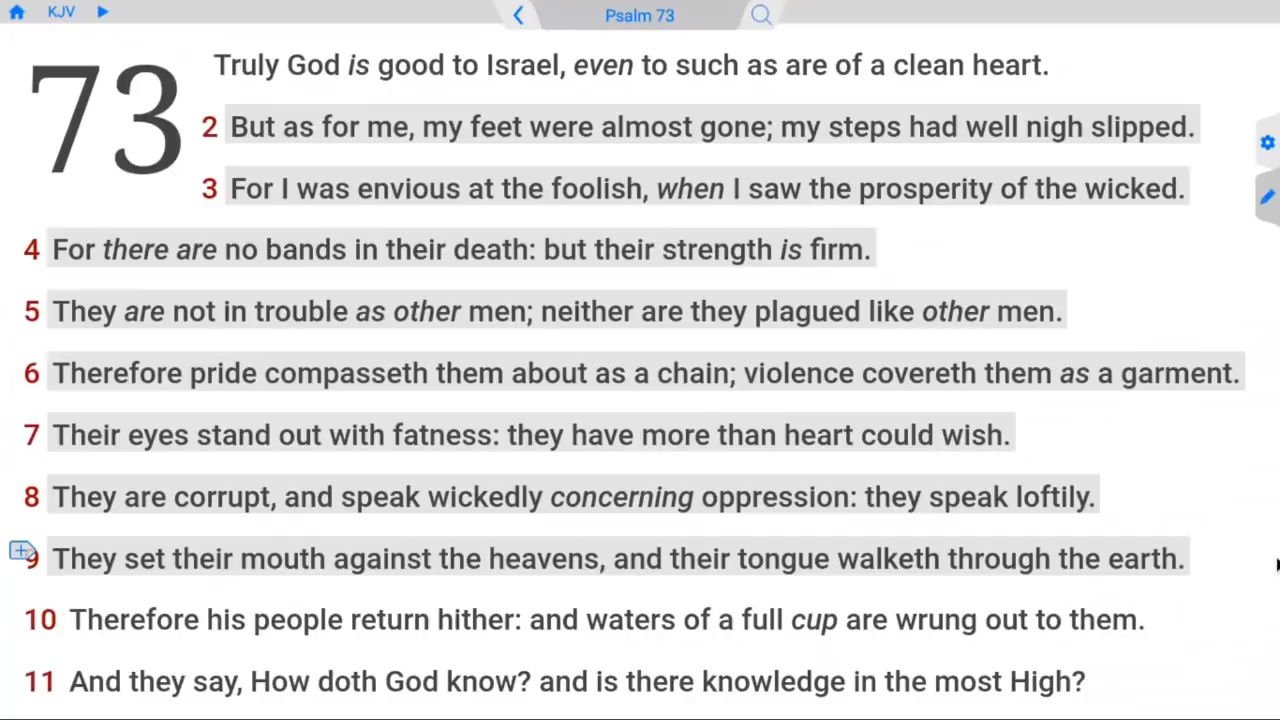 KJV
Psalm 73
73 Truly God is good to Israel, even to such as are of a clean heart.
2 But as for me, my feet were almost gone; my steps had well nigh slipped.
3 For I was envious at the foolish, when I saw the prosperity of the wicked.
4 For there are no bands in their death: but their strength is firm.
5 They are not in trouble as other men; neither are they plagued like other men.
6 Therefore pride compasseth them about as a chain; violence covereth them as a garment.
7 Their eyes stand out with fatness: they have more than heart could wish.
8 They are corrupt, and speak wickedly concerning oppression: they speak loftily.
9 They set their mouth against the heavens, and their tongue walketh through the earth.
10 Therefore his people return hither: and waters of a full cup are wrung out to them.
11 And they say, How doth God know? and is there knowledge in the most High?